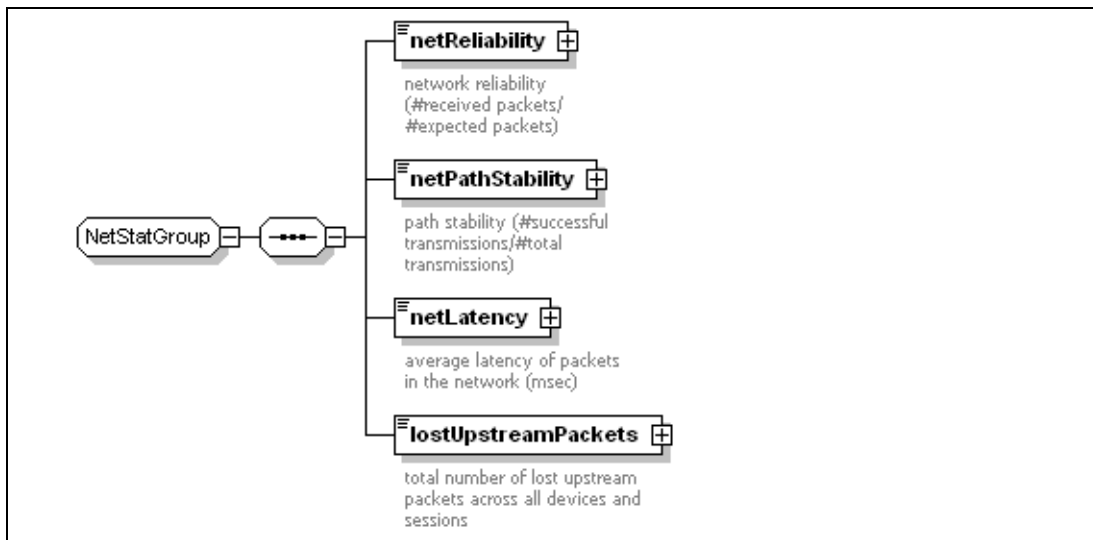 netReliability
network reliability
(#received packets/
#expected packets)
netPathStability
path stability (#successful
transmissions/#total
transmissions)
NetStatGroup
netLatency
average latency of packets
in the network (msec)
lostUpstreamPackets
total number of lost upstream
packets across all devices and
sessions